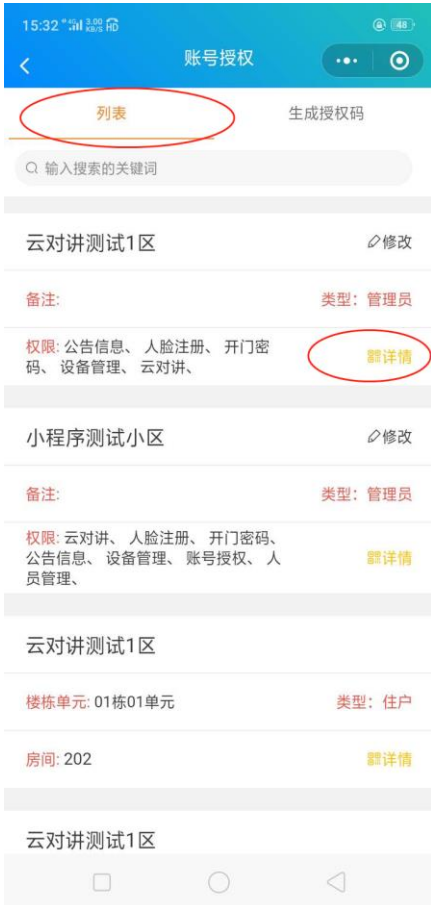 15:32 46 3.00 KB/S HD 48
账号授权
列表 生成授权码
输入搜索的关键词
云对讲测试1区 修改
备注: 类型：管理员
权限: 公告信息、 人脸注册、 开门密
码、 设备管理、 云对讲、 详情
小程序测试小区 修改
备注: 类型：管理员
权限: 云对讲、 人脸注册、 开门密码、
公告信息、 设备管理、 账号授权、 人 详情
员管理、
云对讲测试1区
楼栋单元: 01栋01单元 类型：住户
房间: 202 详情
云对讲测试1区